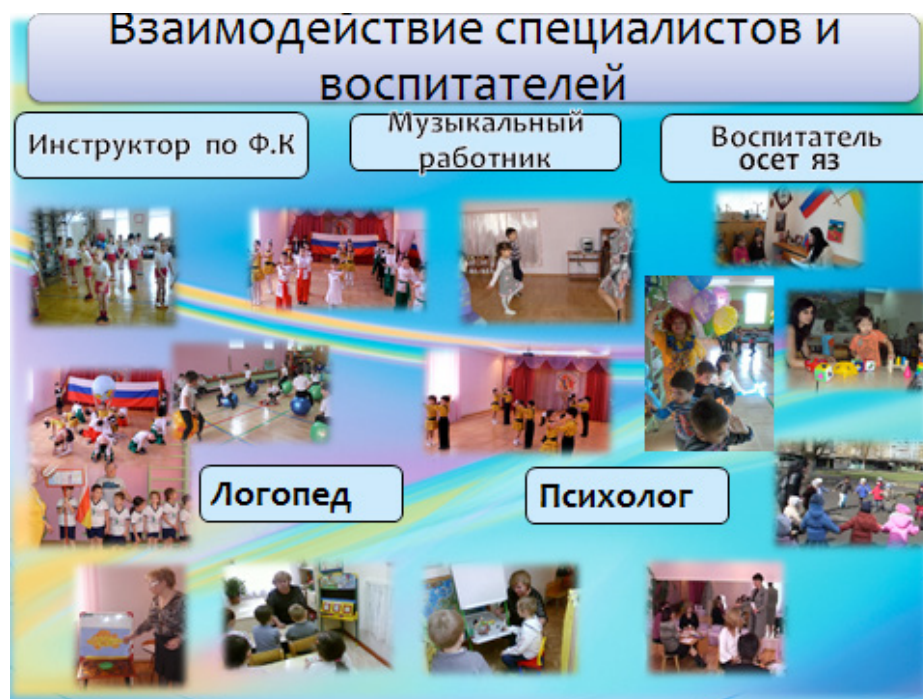 Взаимодействие специалистов и
воспитателей
Инструктор по Ф.К
Музыкальный
работник
Воспитатель
осет яз
Логопед
Психолог